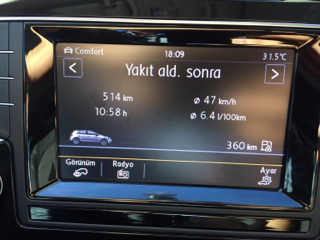 Comfort 18:09 31.5°C
Yakıt ald. sonra
514 km ø 47 km/h
10:58 h ø 6.4 l/100km
360 km
Görünüm Radyo Ayar